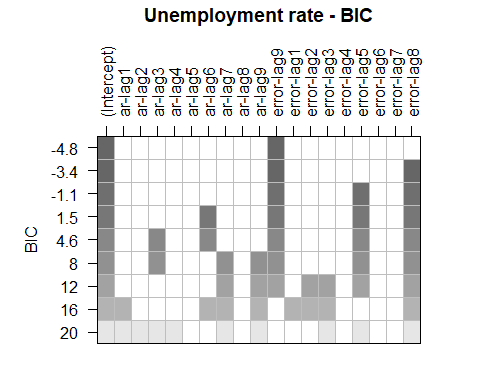 Unemployment rate - BIC
(Intercept)
ar-lag1
ar-lag2
ar-lag3
ar-lag4
ar-lag5
ar-lag6
ar-lag7
ar-lag8
ar-lag9
error-lag9
error-lag1
error-lag2
error-lag3
error-lag4
error-lag5
error-lag6
error-lag7
error-lag8
BIC
-4.8
-3.4
-1.1
1.5
4.6
8
12
16
20